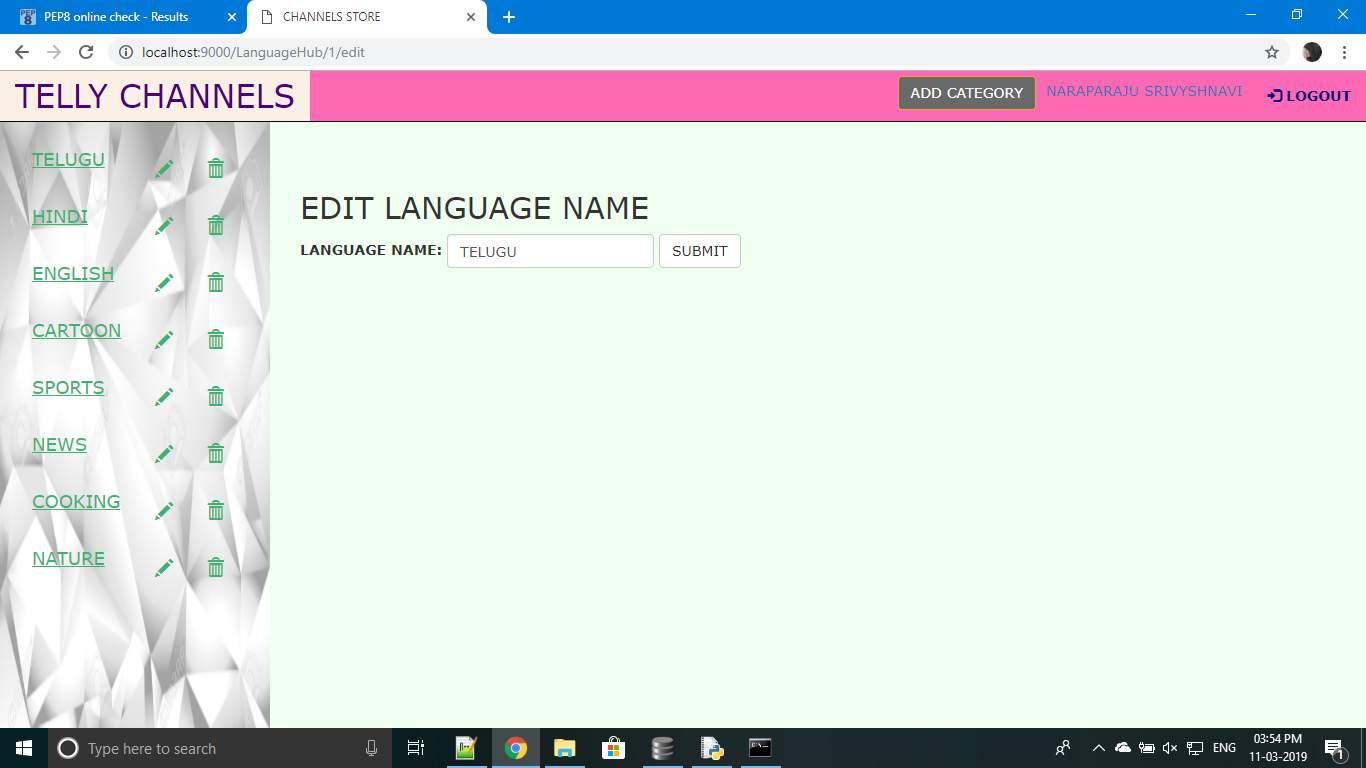 PEP8 online check - Results
CHANNELS STORE
localhost:9000/LanguageHub/1/edit
TELLY CHANNELS
ADD CATEGORY
NARAPARAJU SRIVYSHNAVI
LOGOUT
TELUGU
HINDI
ENGLISH
CARTOON
SPORTS
NEWS
COOKING
NATURE
EDIT LANGUAGE NAME
LANGUAGE NAME: TELUGU SUBMIT
Type here to search
ENG
03:54 PM
11-03-2019
1